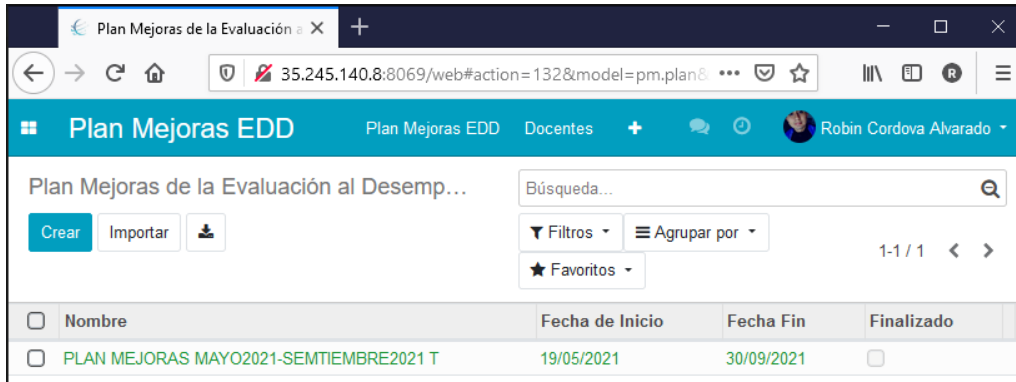 Plan Mejoras de la Evaluación a
35.245.140.8:8069/web#action=132&model=pm.plan&
R
Plan Mejoras EDD Plan Mejoras EDD Docentes Robin Cordova Alvarado
Plan Mejoras de la Evaluación al Desemp... Búsqueda...
Crear Importar Filtros Agrupar por 1-1 / 1
Favoritos
Nombre Fecha de Inicio Fecha Fin Finalizado
PLAN MEJORAS MAYO2021-SEMTIEMBRE2021 T 19/05/2021 30/09/2021